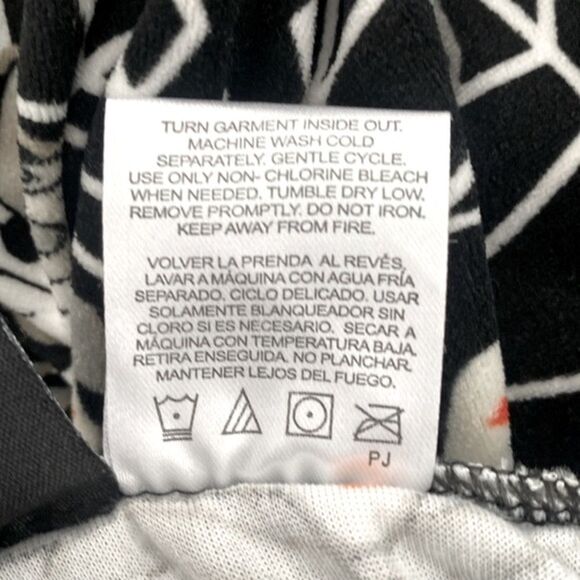 TURN GARMENT INSIDE OUT.
MACHINE WASH COLD
SEPARATELY. GENTLE CYCLE.
USE ONLY NON- CHLORINE BLEACH
WHEN NEEDED. TUMBLE DRY LOW.
REMOVE PROMPTLY. DO NOT IRON.
KEEP AWAY FROM FIRE.
VOLVER LA PRENDA AL REVÉS,
LAVAR A MÁQUINA CON AGUA FRÍA
SEPARADO. CICLO DELICADO. USAR
SOLAMENTE BLANQUEADOR SIN
CLORO SI ES NECESARIO. SECAR A
MÁQUINA CON TEMPERATURA BAJA.
RETIRA ENSEGUIDA. NO PLANCHAR.
MANTENER LEJOS DEL FUEGO.
PJ